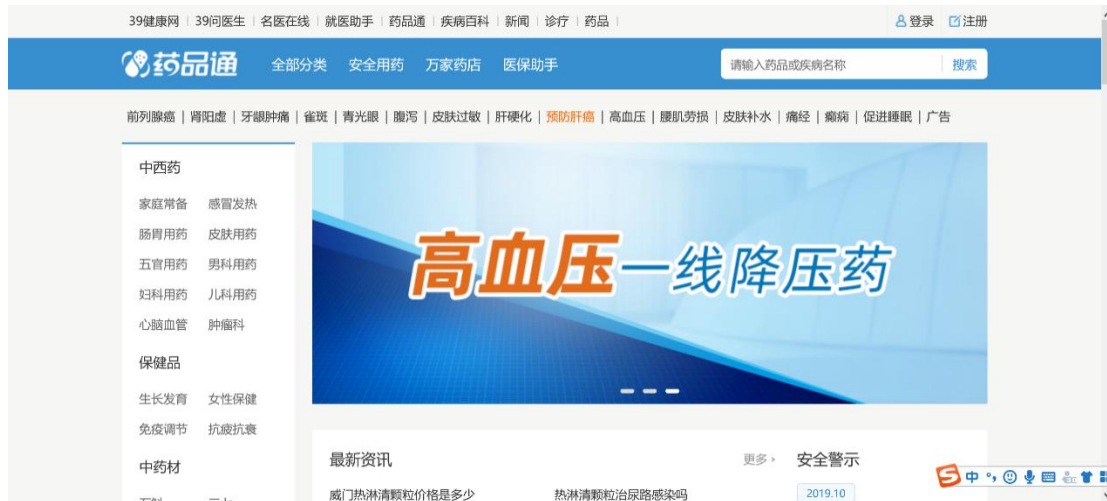 39健康网 39问医生 名医在线 就医助手 药品通 疾病百科 新闻 诊疗 药品 登录 注册
药品通 全部分类 安全用药 万家药店 医保助手 请输入药品或疾病名称 搜索
前列腺癌 | 肾阳虚 | 牙龈肿痛 | 雀斑 | 青光眼 | 腹泻 | 皮肤过敏 | 肝硬化 | 预防肝癌 | 高血压 | 腰肌劳损 | 皮肤补水 | 痛经 | 癫痫 | 促进睡眠 | 广告
中西药
家庭常备 感冒发热
肠胃用药 皮肤用药
五官用药 男科用药
妇科用药 儿科用药
心脑血管 肿瘤科
保健品
生长发育 女性保健
免疫调节 抗疲抗衰
中药材
高血压一线降压药
最新资讯 更多 ›
威门热淋清颗粒价格是多少 热淋清颗粒治尿路感染吗
安全警示
2019.10
中